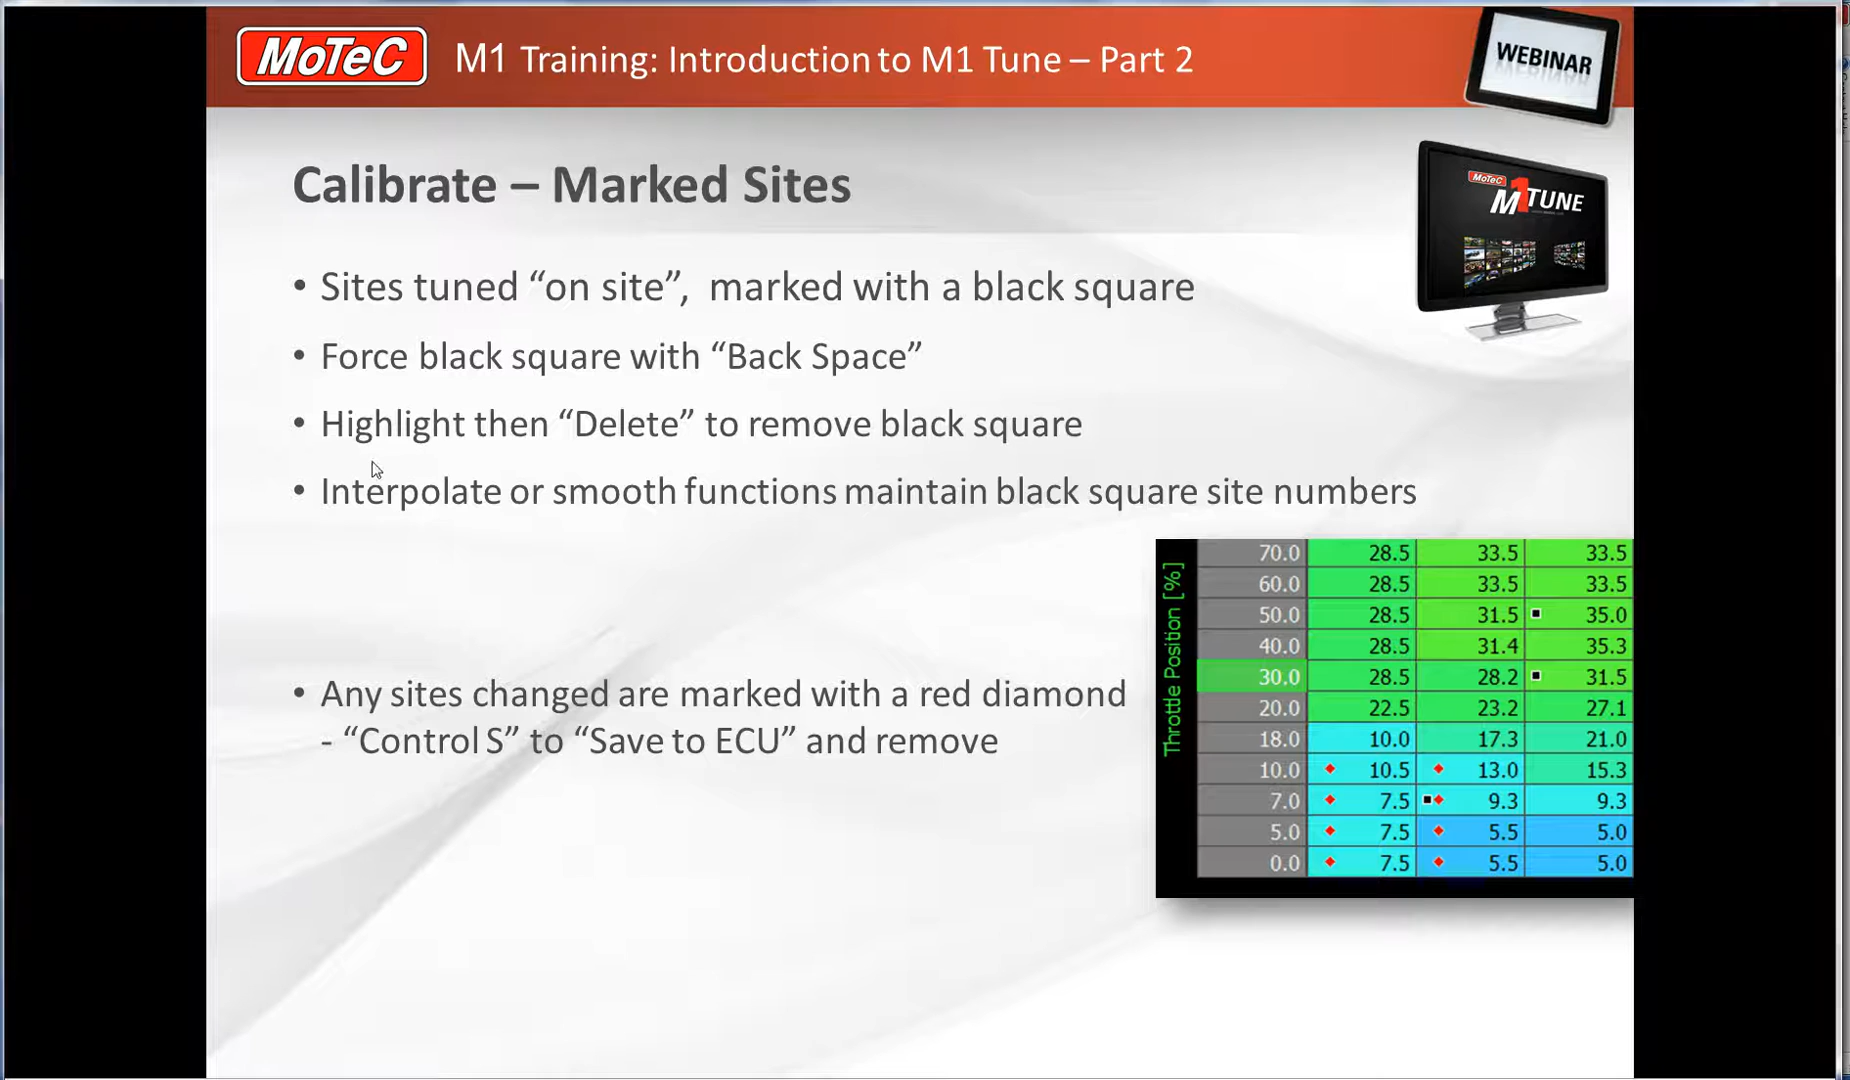 MoTeC M1 Training: Introduction to M1 Tune – Part 2
WEBINAR
Calibrate – Marked Sites
MoTeC
M1 TUNE
• Sites tuned “on site”, marked with a black square
• Force black square with “Back Space”
• Highlight then “Delete” to remove black square
• Interpolate or smooth functions maintain black square site numbers
• Any sites changed are marked with a red diamond
- “Control S” to “Save to ECU” and remove
Throttle Position [%]
70.0 28.5 33.5 33.5
60.0 28.5 33.5 33.5
50.0 28.5 31.5 35.0
40.0 28.5 31.4 35.3
30.0 28.5 28.2 31.5
20.0 22.5 23.2 27.1
18.0 10.0 17.3 21.0
10.0 10.5 13.0 15.3
7.0 7.5 9.3 9.3
5.0 7.5 5.5 5.0
0.0 7.5 5.5 5.0